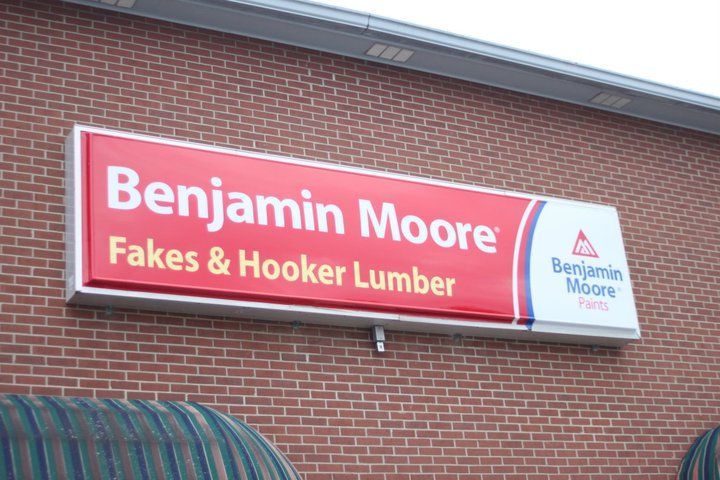 Benjamin Moore®
Fakes & Hooker Lumber
Benjamin
Moore®
Paints